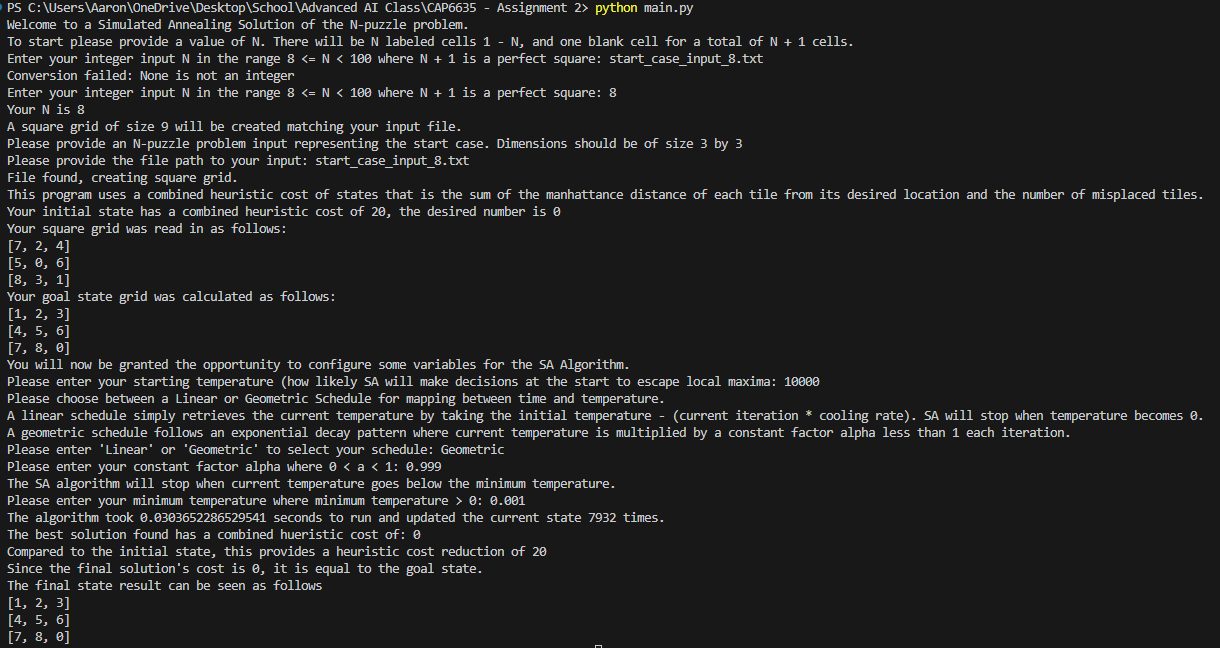 PS C:\Users\Aaron\OneDrive\Desktop\School\Advanced AI Class\CAP6635 - Assignment 2> python main.py
Welcome to a Simulated Annealing Solution of the N-puzzle problem.
To start please provide a value of N. There will be N labeled cells 1 - N, and one blank cell for a total of N + 1 cells.
Enter your integer input N in the range 8 <= N < 100 where N + 1 is a perfect square: start_case_input_8.txt
Conversion failed: None is not an integer
Enter your integer input N in the range 8 <= N < 100 where N + 1 is a perfect square: 8
Your N is 8
A square grid of size 9 will be created matching your input file.
Please provide an N-puzzle problem input representing the start case. Dimensions should be of size 3 by 3
Please provide the file path to your input: start_case_input_8.txt
File found, creating square grid.
This program uses a combined heuristic cost of states that is the sum of the manhattance distance of each tile from its desired location and the number of misplaced tiles.
Your initial state has a combined heuristic cost of 20, the desired number is 0
Your square grid was read in as follows:
[7, 2, 4]
[5, 0, 6]
[8, 3, 1]
Your goal state grid was calculated as follows:
[1, 2, 3]
[4, 5, 6]
[7, 8, 0]
You will now be granted the opportunity to configure some variables for the SA Algorithm.
Please enter your starting temperature (how likely SA will make decisions at the start to escape local maxima: 10000
Please choose between a Linear or Geometric Schedule for mapping between time and temperature.
A linear schedule simply retrieves the current temperature by taking the initial temperature - (current iteration * cooling rate). SA will stop when temperature becomes 0.
A geometric schedule follows an exponential decay pattern where current temperature is multiplied by a constant factor alpha less than 1 each iteration.
Please enter 'Linear' or 'Geometric' to select your schedule: Geometric
Please enter your constant factor alpha where 0 < a < 1: 0.999
The SA algorithm will stop when current temperature goes below the minimum temperature.
Please enter your minimum temperature where minimum temperature > 0: 0.001
The algorithm took 0.0303652286529541 seconds to run and updated the current state 7932 times.
The best solution found has a combined hueristic cost of: 0
Compared to the initial state, this provides a heuristic cost reduction of 20
Since the final solution's cost is 0, it is equal to the goal state.
The final state result can be seen as follows
[1, 2, 3]
[4, 5, 6]
[7, 8, 0]